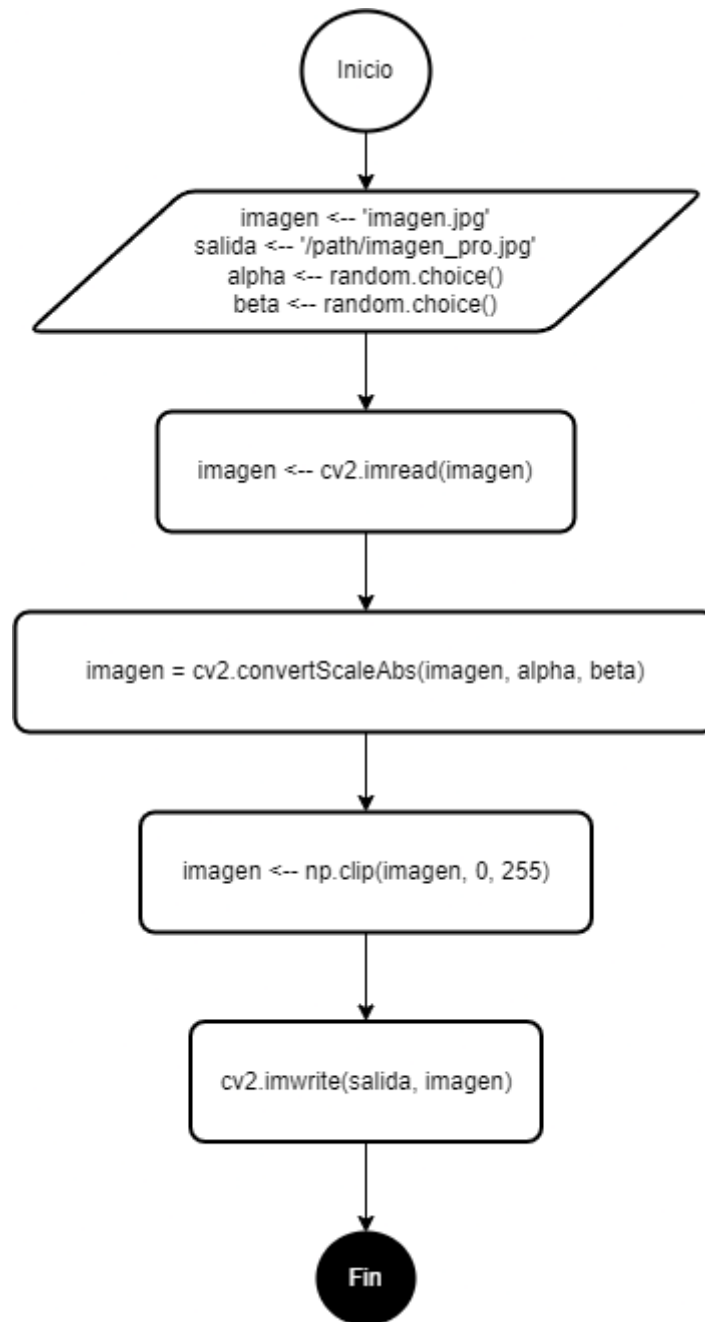 Inicio
imagen <-- 'imagen.jpg'
salida <-- '/path/imagen_pro.jpg'
alpha <-- random.choice()
beta <-- random.choice()
imagen <-- cv2.imread(imagen)
imagen = cv2.convertScaleAbs(imagen, alpha, beta)
imagen <-- np.clip(imagen, 0, 255)
cv2.imwrite(salida, imagen)
Fin